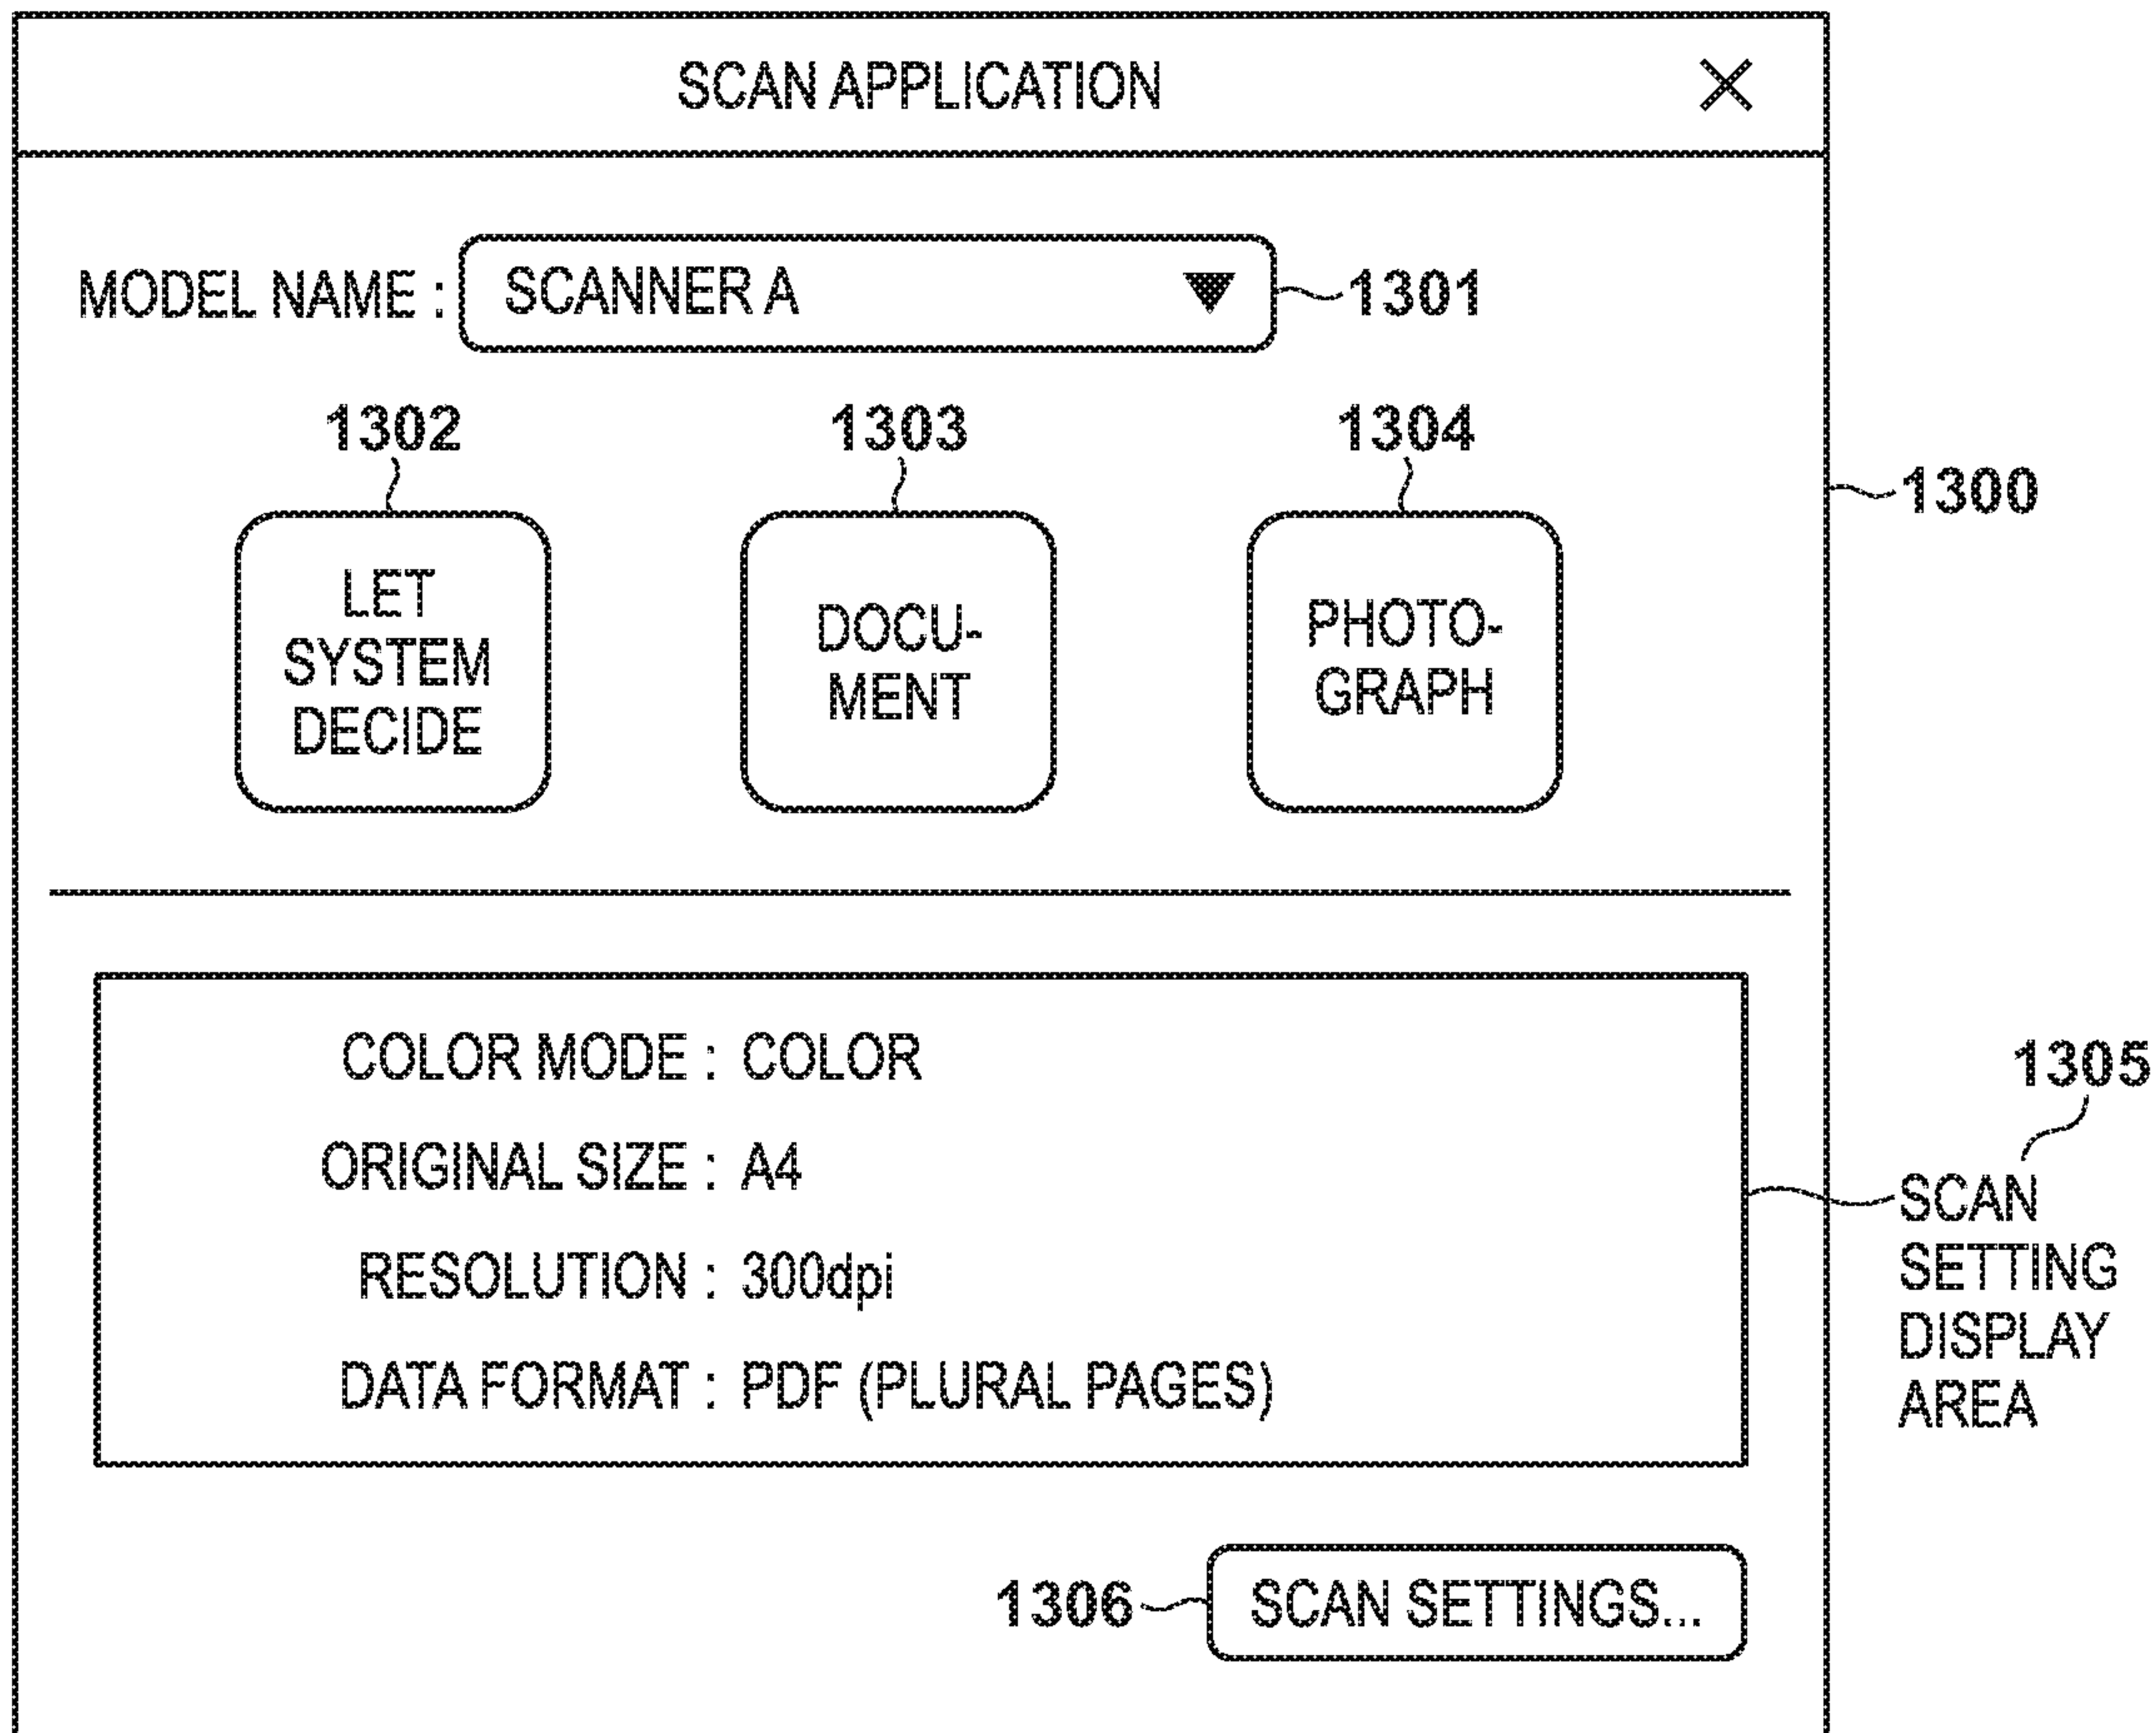 SCAN APPLICATION ×
MODEL NAME : SCANNER A ▼ 1301
1302 1303 1304
1300
LET
SYSTEM
DECIDE
DOCU-
MENT
PHOTO-
GRAPH
COLOR MODE : COLOR
ORIGINAL SIZE : A4
RESOLUTION : 300dpi
DATA FORMAT : PDF (PLURAL PAGES)
1305
SCAN
SETTING
DISPLAY
AREA
1306 SCAN SETTINGS...